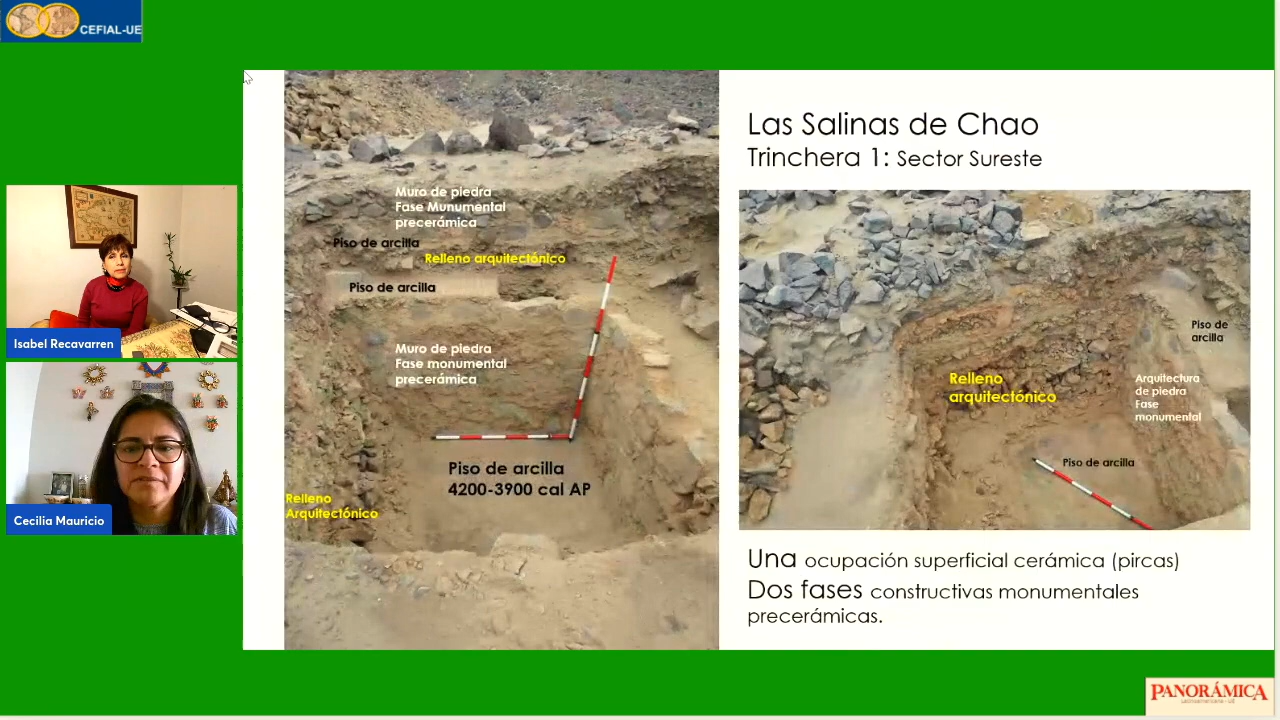 CEFIAL-UE
Isabel Recavarren
Cecilia Mauricio
Muro de piedra
Fase Munumental
precerámica
Piso de arcilla
Relleno arquitectónico
Piso de arcilla
Muro de piedra
Fase monumental
precerámica
Piso de arcilla
4200-3900 cal AP
Relleno
Arquitectónico
Las Salinas de Chao
Trinchera 1: Sector Sureste
Piso de
arcilla
Relleno
arquitectónico
Arquitectura
de piedra
Fase
monumental
Piso de arcilla
Una ocupación superficial cerámica (pircas)
Dos fases constructivas monumentales
precerámicas.
PANORÁMICA
Latinoamericana - UE